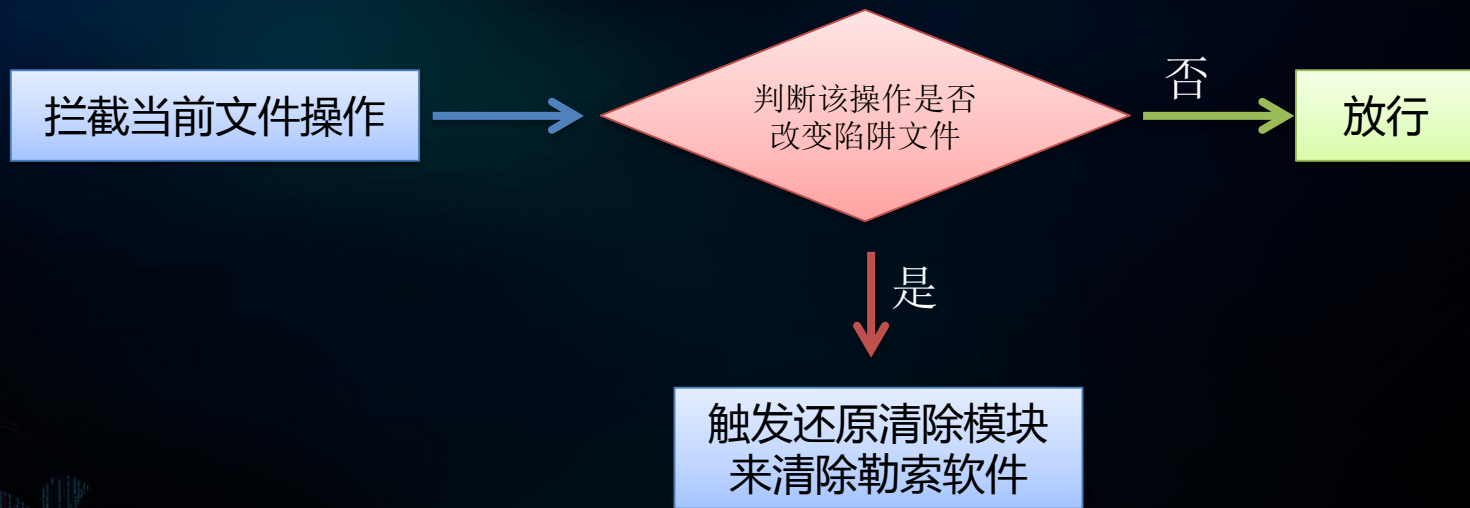 拦截当前文件操作
判断该操作是否
改变陷阱文件
否
放行
是
触发还原清除模块
来清除勒索软件